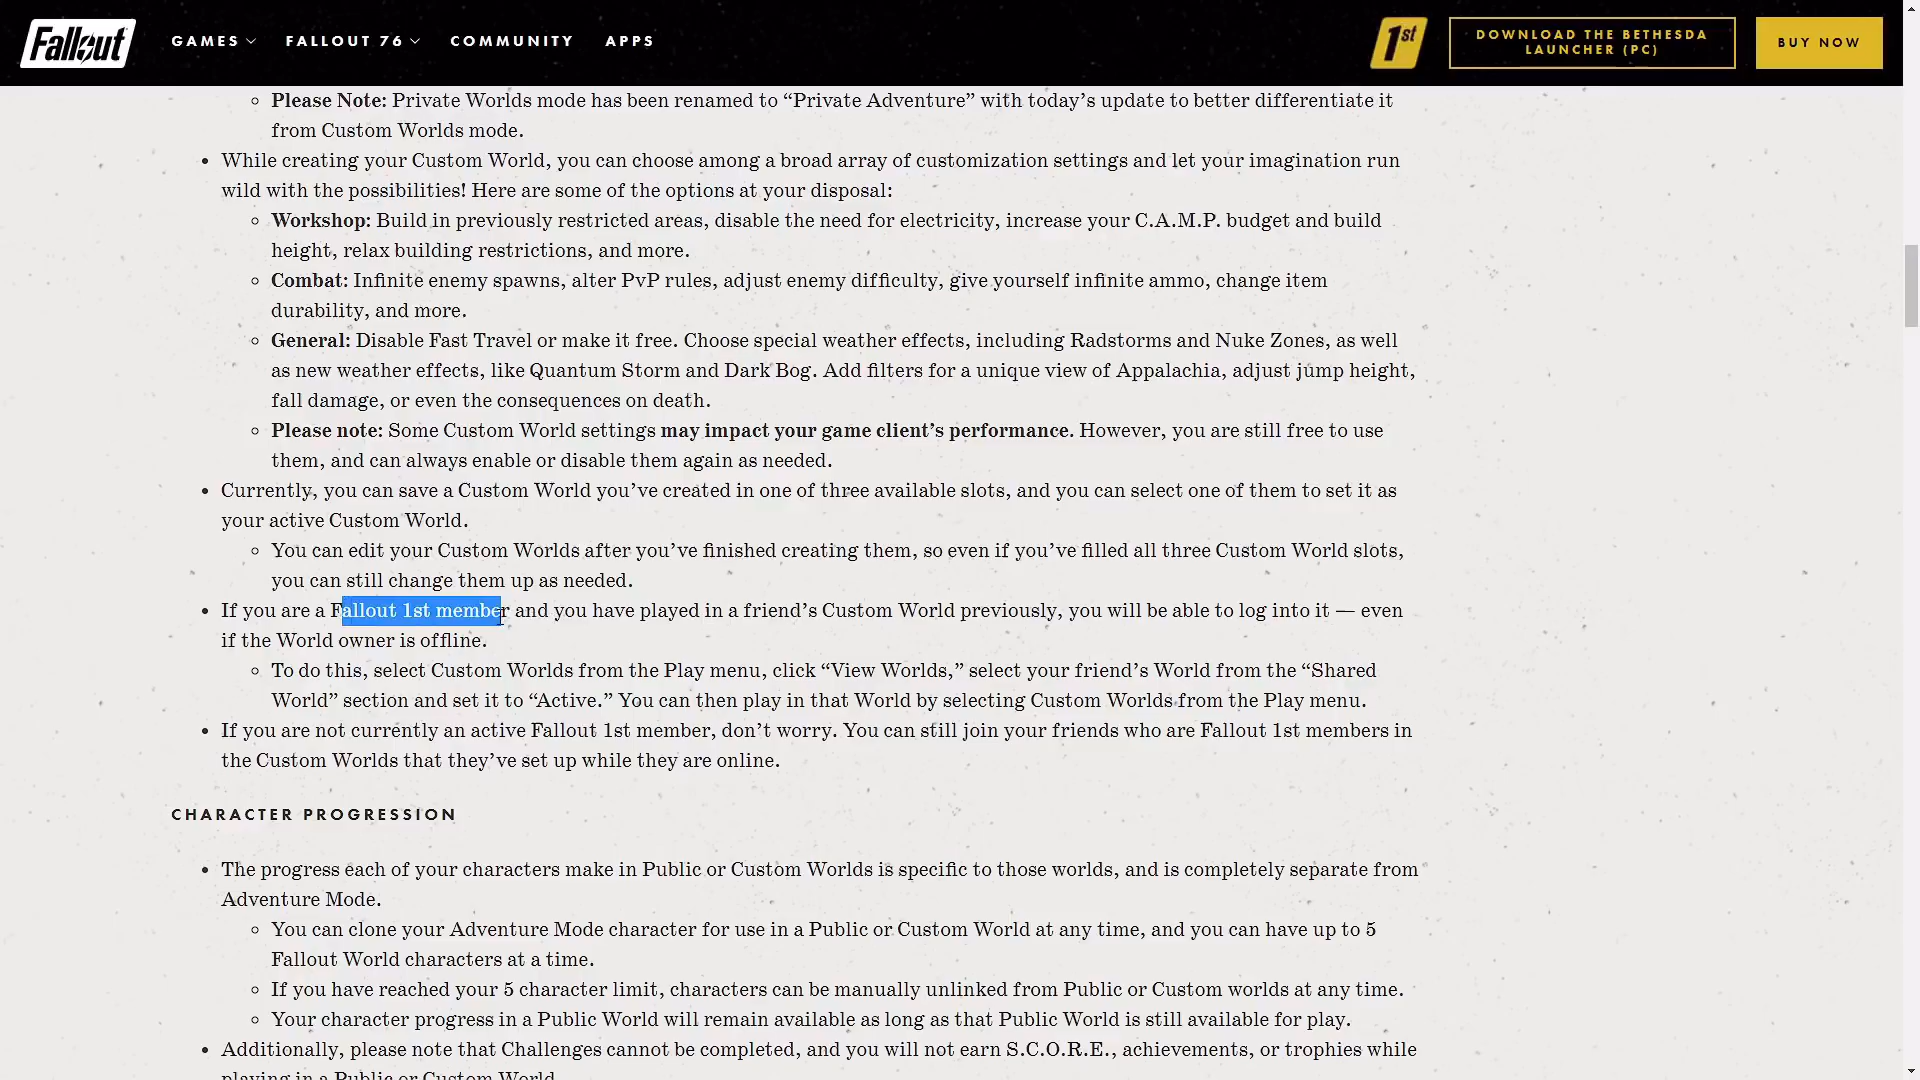 Fallout
GAMES
FALLOUT 76
COMMUNITY
APPS
1st
DOWNLOAD THE BETHESDA
LAUNCHER (PC)
BUY NOW
Please Note: Private Worlds mode has been renamed to “Private Adventure” with today’s update to better differentiate it
from Custom Worlds mode.
While creating your Custom World, you can choose among a broad array of customization settings and let your imagination run
wild with the possibilities! Here are some of the options at your disposal:
Workshop: Build in previously restricted areas, disable the need for electricity, increase your C.A.M.P. budget and build
height, relax building restrictions, and more.
Combat: Infinite enemy spawns, alter PvP rules, adjust enemy difficulty, give yourself infinite ammo, change item
durability, and more.
General: Disable Fast Travel or make it free. Choose special weather effects, including Radstorms and Nuke Zones, as well
as new weather effects, like Quantum Storm and Dark Bog. Add filters for a unique view of Appalachia, adjust jump height,
fall damage, or even the consequences on death.
Please note: Some Custom World settings may impact your game client’s performance. However, you are still free to use
them, and can always enable or disable them again as needed.
Currently, you can save a Custom World you’ve created in one of three available slots, and you can select one of them to set it as
your active Custom World.
You can edit your Custom Worlds after you’ve finished creating them, so even if you’ve filled all three Custom World slots,
you can still change them up as needed.
If you are a Fallout 1st member and you have played in a friend’s Custom World previously, you will be able to log into it — even
if the World owner is offline.
To do this, select Custom Worlds from the Play menu, click “View Worlds,” select your friend’s World from the “Shared
World” section and set it to “Active.” You can then play in that World by selecting Custom Worlds from the Play menu.
If you are not currently an active Fallout 1st member, don’t worry. You can still join your friends who are Fallout 1st members in
the Custom Worlds that they’ve set up while they are online.
CHARACTER PROGRESSION
The progress each of your characters make in Public or Custom Worlds is specific to those worlds, and is completely separate from
Adventure Mode.
You can clone your Adventure Mode character for use in a Public or Custom World at any time, and you can have up to 5
Fallout World characters at a time.
If you have reached your 5 character limit, characters can be manually unlinked from Public or Custom worlds at any time.
Your character progress in a Public World will remain available as long as that Public World is still available for play.
Additionally, please note that Challenges cannot be completed, and you will not earn S.C.O.R.E., achievements, or trophies while
playing in a Public or Custom World.